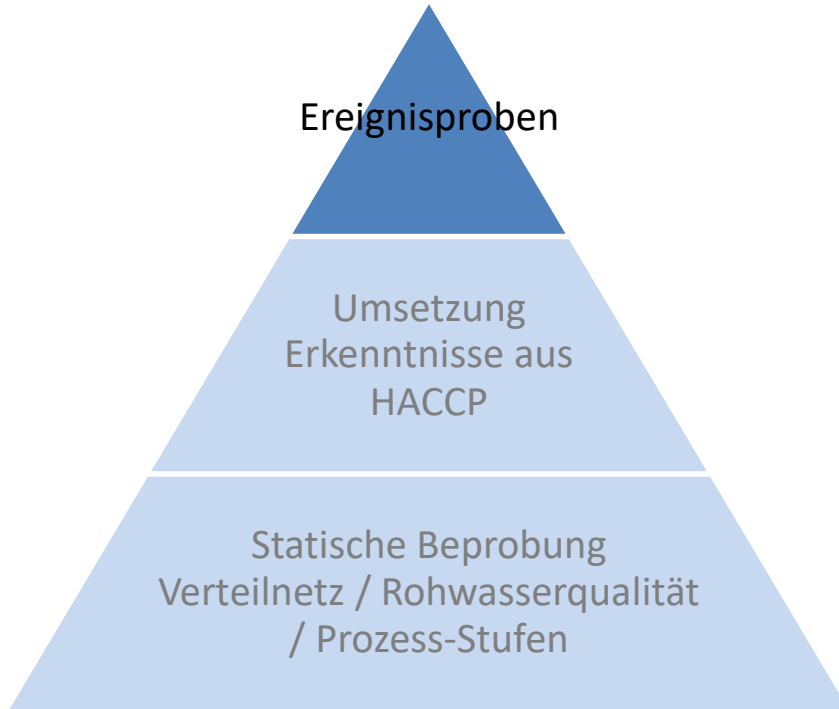 Ereignisproben
Umsetzung
Erkenntnisse aus
HACCP
Statische Beprobung
Verteilnetz / Rohwasserqualität
/ Prozess-Stufen